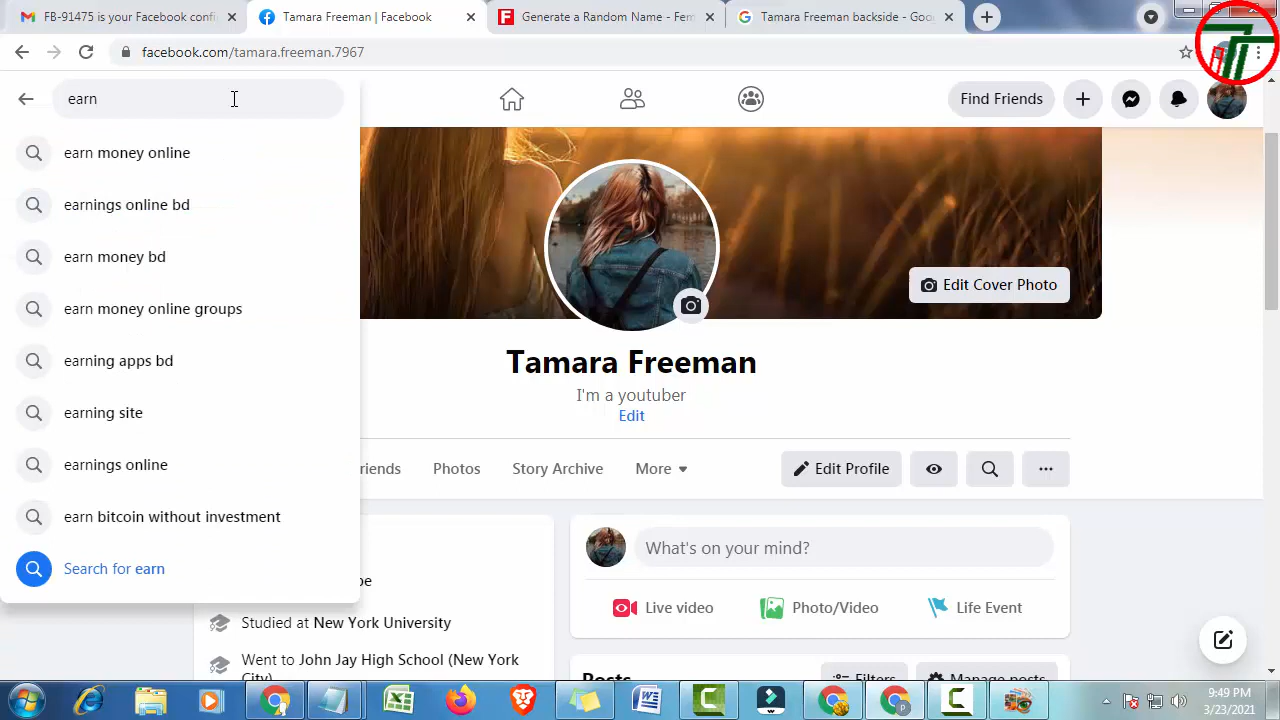 FB-91475 is your Facebook confi
Tamara Freeman | Facebook
Generate a Random Name - Fem
Tamara Freeman backside - Go
facebook.com/tamara.freeman.7967
earn
Find Friends
earn money online
earnings online bd
earn money bd
earn money online groups
earning apps bd
earning site
earnings online
earn bitcoin without investment
Search for earn
Edit Cover Photo
Tamara Freeman
I'm a youtuber
Edit
riends
Photos
Story Archive
More
Edit Profile
What's on your mind?
Live video
Photo/Video
Life Event
be
Studied at New York University
Went to John Jay High School (New York
City)
Posts
Filters
Manage posts
9:49 PM
3/23/2021